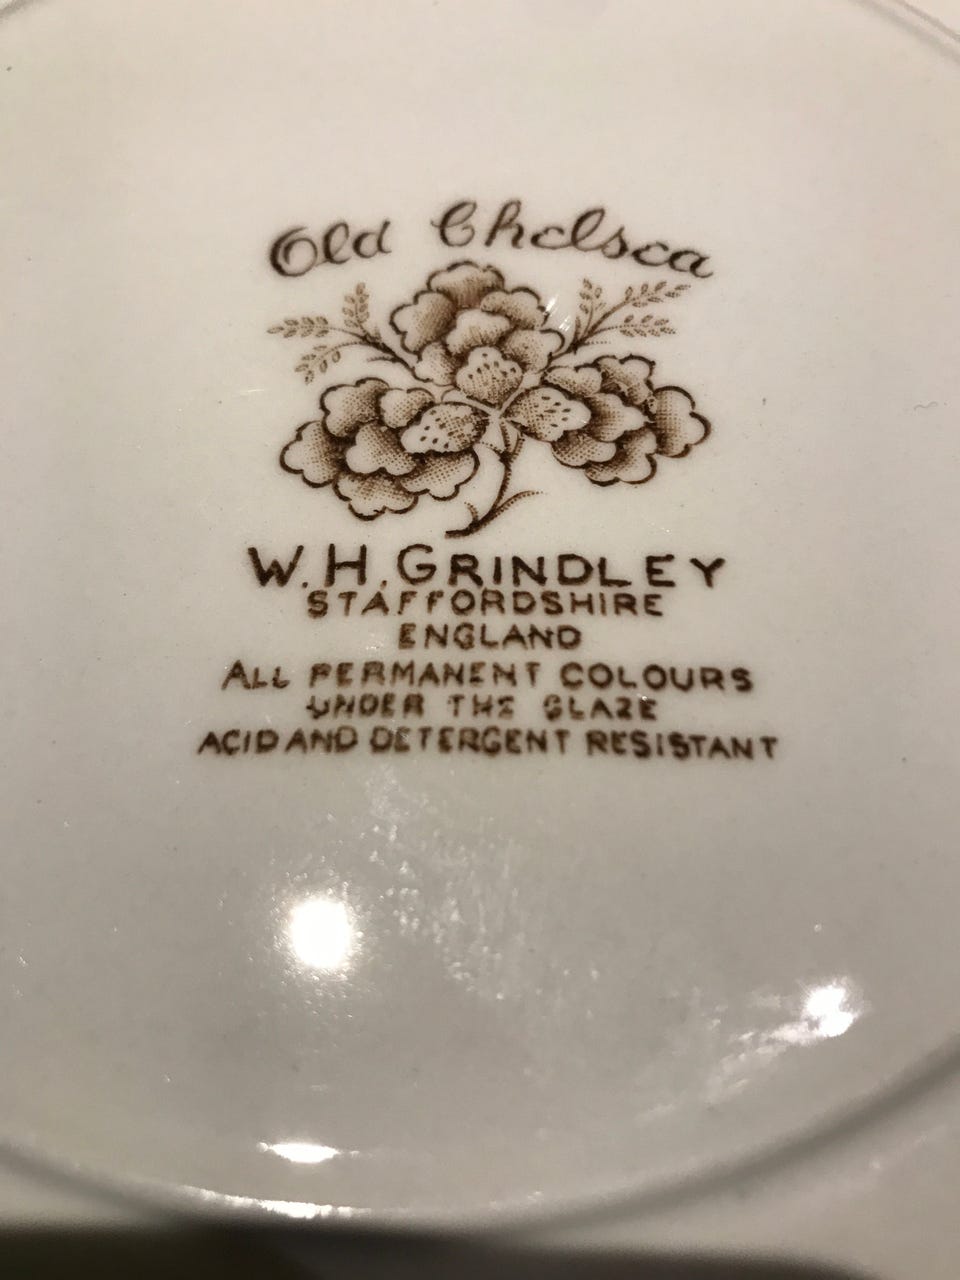 Old Chelsea
W.H. GRINDLEY
STAFFORDSHIRE
ENGLAND
ALL PERMANENT COLOURS
UNDER THE GLAZE
ACID AND DETERGENT RESISTANT